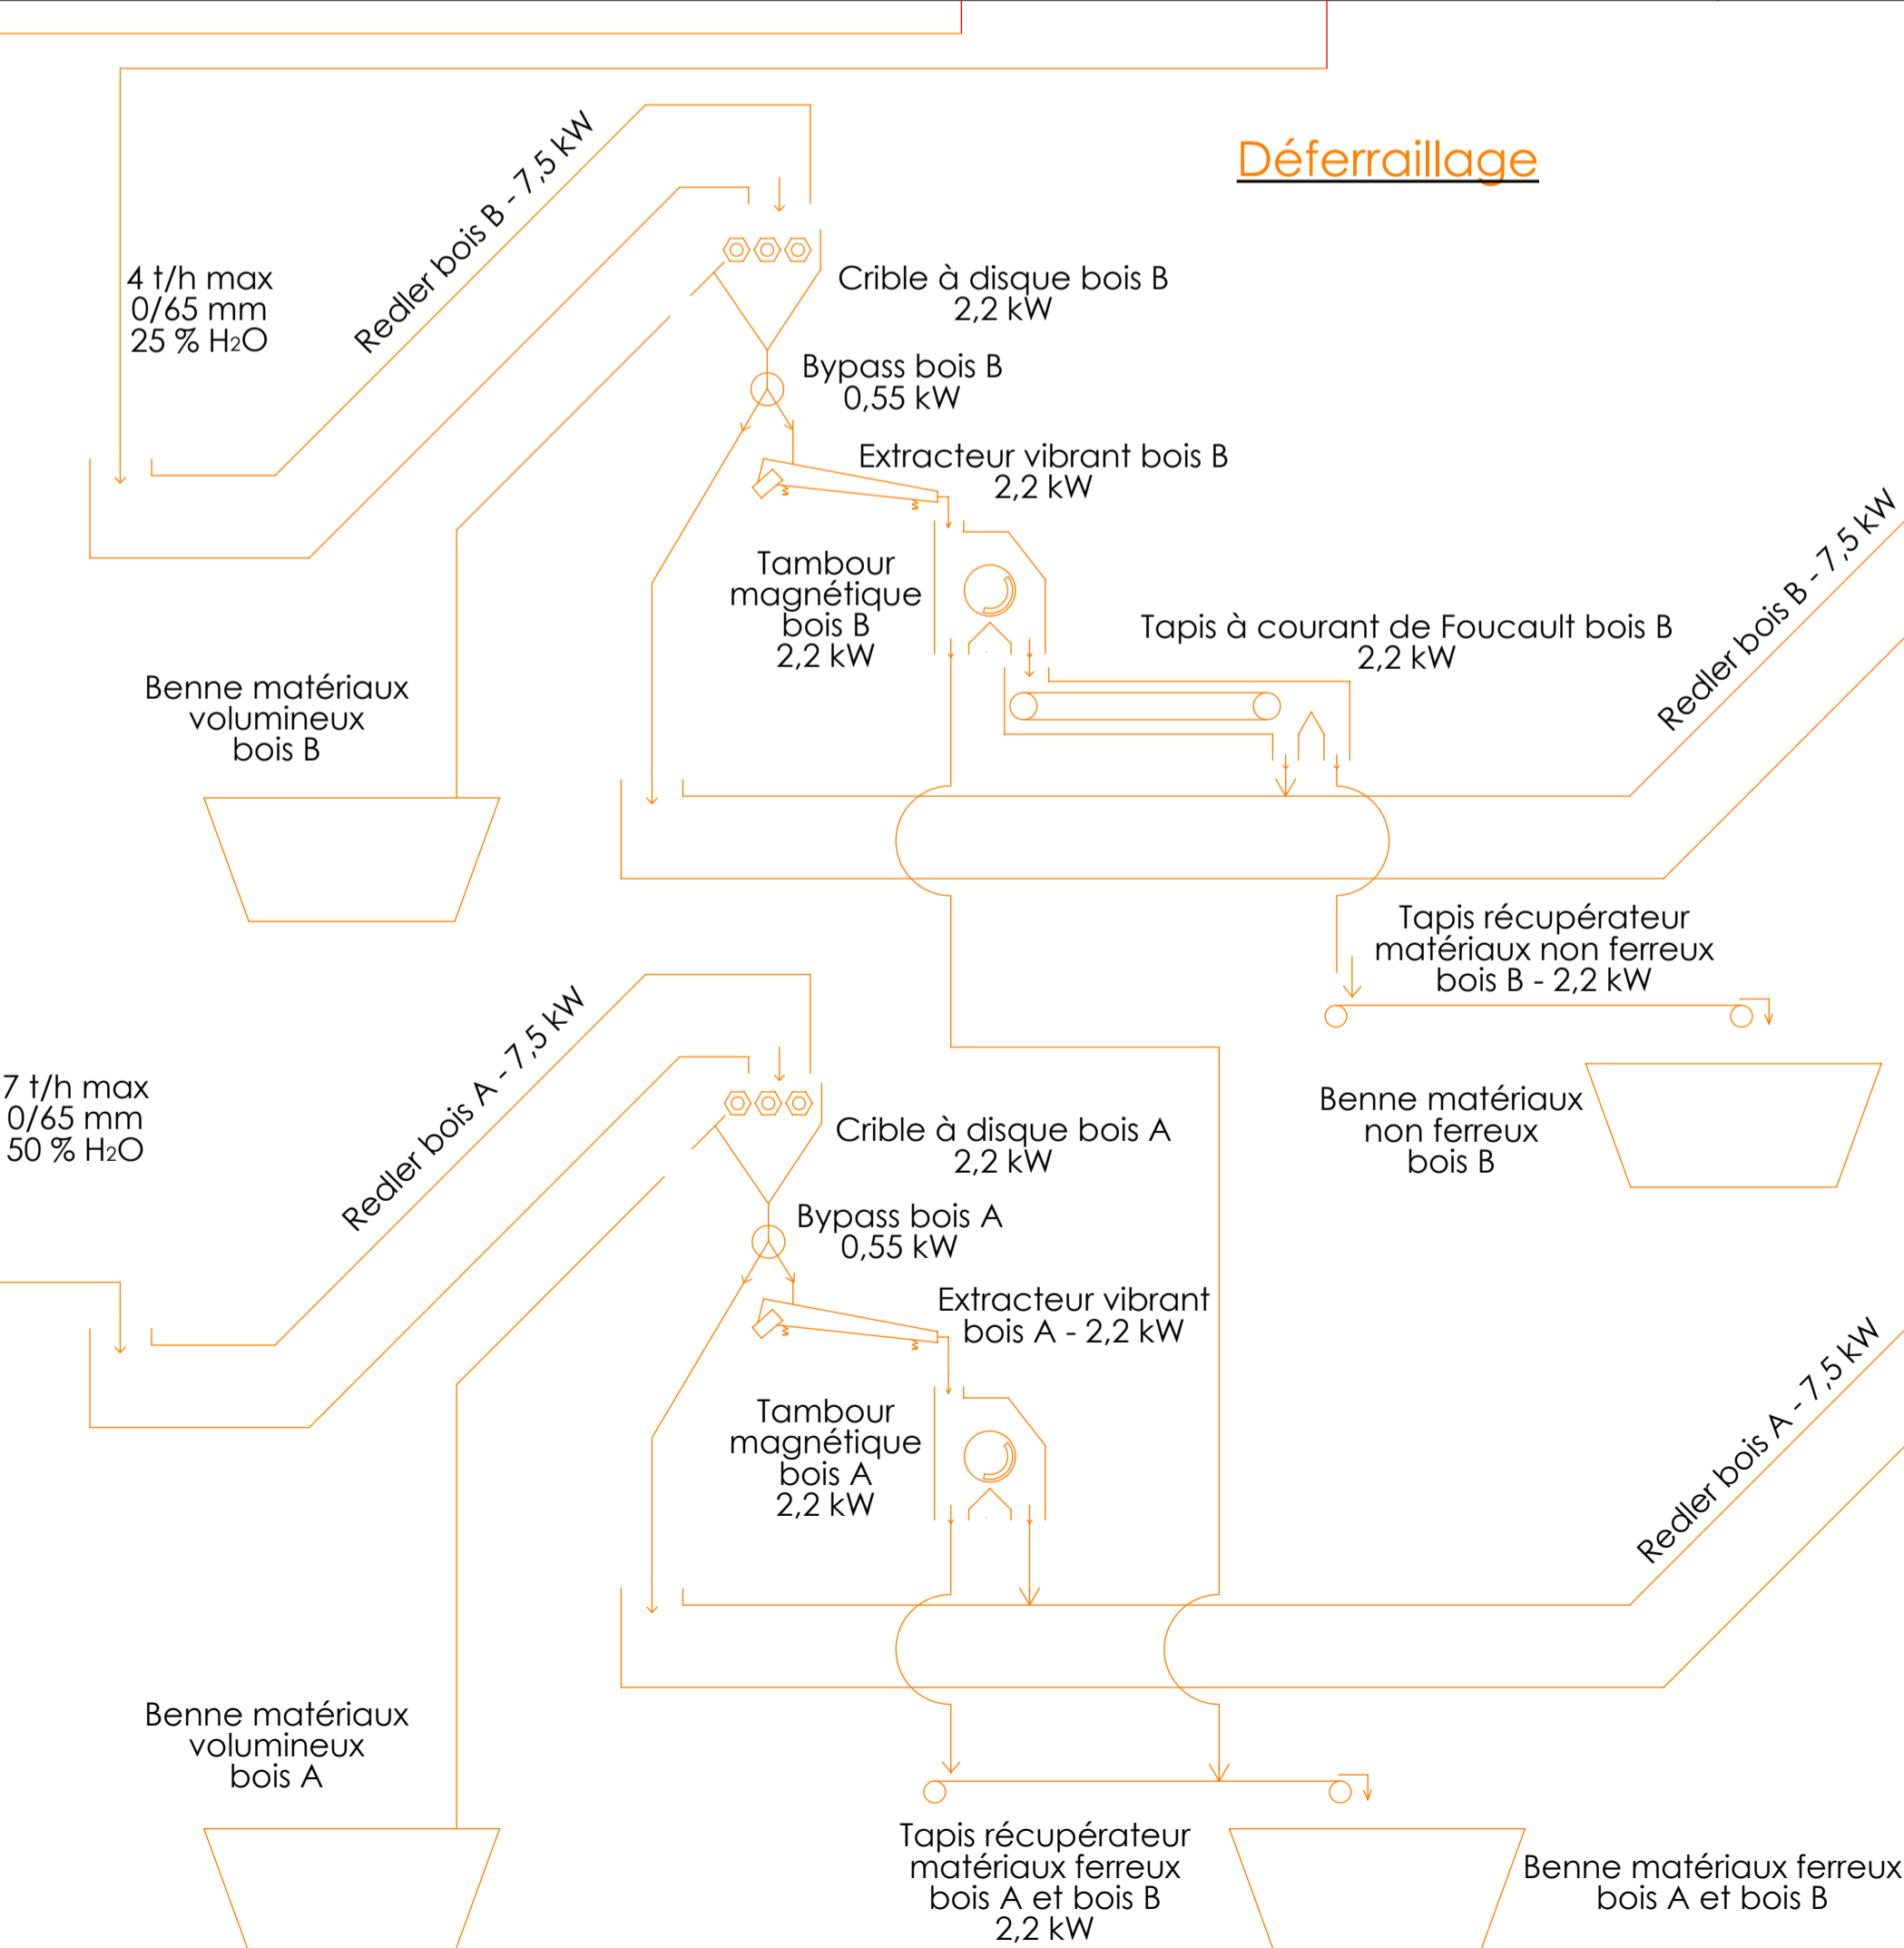 Déferraillage
Redler bois B - 7,5 kW
4 t/h max
0/65 mm
25 % H2O
Crible à disque bois B
2,2 kW
Bypass bois B
0,55 kW
Extracteur vibrant bois B
2,2 kW
Tambour
magnétique
bois B
2,2 kW
Tapis à courant de Foucault bois B
2,2 kW
Redler bois B - 7,5 kW
Benne matériaux
volumineux
bois B
Tapis récupérateur
matériaux non ferreux
bois B - 2,2 kW
Benne matériaux
non ferreux
bois B
7 t/h max
0/65 mm
50 % H2O
Redler bois A - 7,5 kW
Crible à disque bois A
2,2 kW
Bypass bois A
0,55 kW
Extracteur vibrant
bois A - 2,2 kW
Tambour
magnétique
bois A
2,2 kW
Redler bois A - 7,5 kW
Benne matériaux
volumineux
bois A
Tapis récupérateur
matériaux ferreux
bois A et bois B
2,2 kW
Benne matériaux ferreux
bois A et bois B